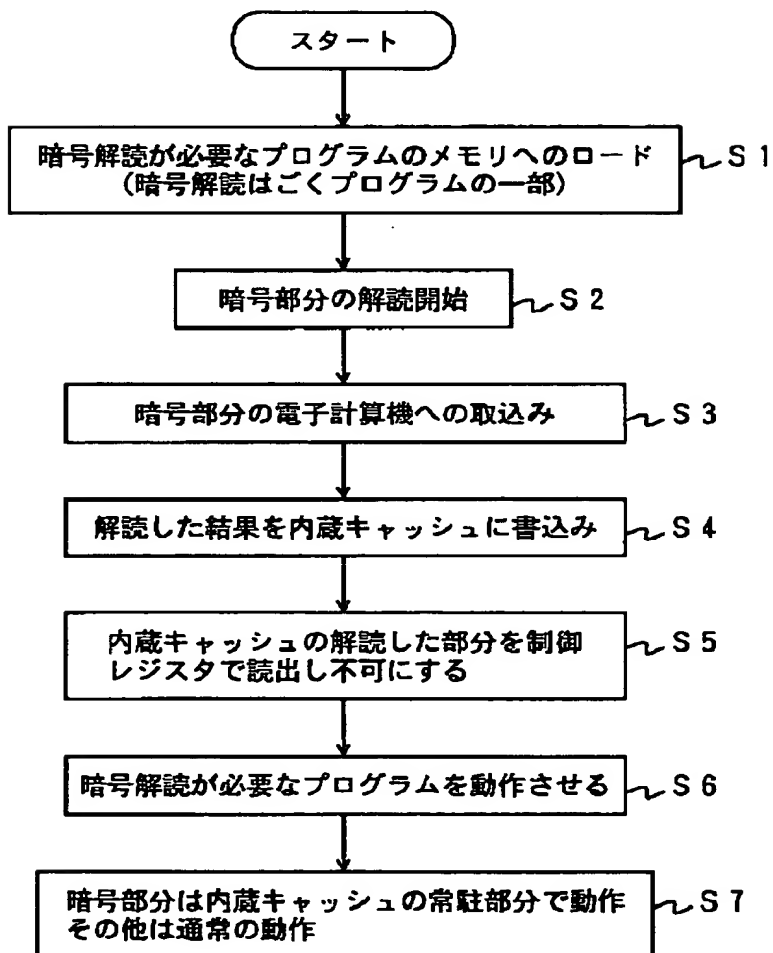 スタート
暗号解読が必要なプログラムのメモリへのロード
(暗号解読はごくプログラムの一部)
S1
暗号部分の解読開始
S2
暗号部分の電子計算機への取込み
S3
解読した結果を内蔵キャッシュに書込み
S4
内蔵キャッシュの解読した部分を制御
レジスタで読出し不可にする
S5
暗号解読が必要なプログラムを動作させる
S6
暗号部分は内蔵キャッシュの常駐部分で動作
その他は通常の動作
S7